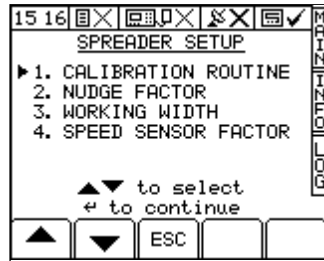 15 16
SPREADER SETUP
1. CALIBRATION ROUTINE
2. NUDGE FACTOR
3. WORKING WIDTH
4. SPEED SENSOR FACTOR
▲▼ to select
↵ to continue
ESC
MAIN
INFO
LOG